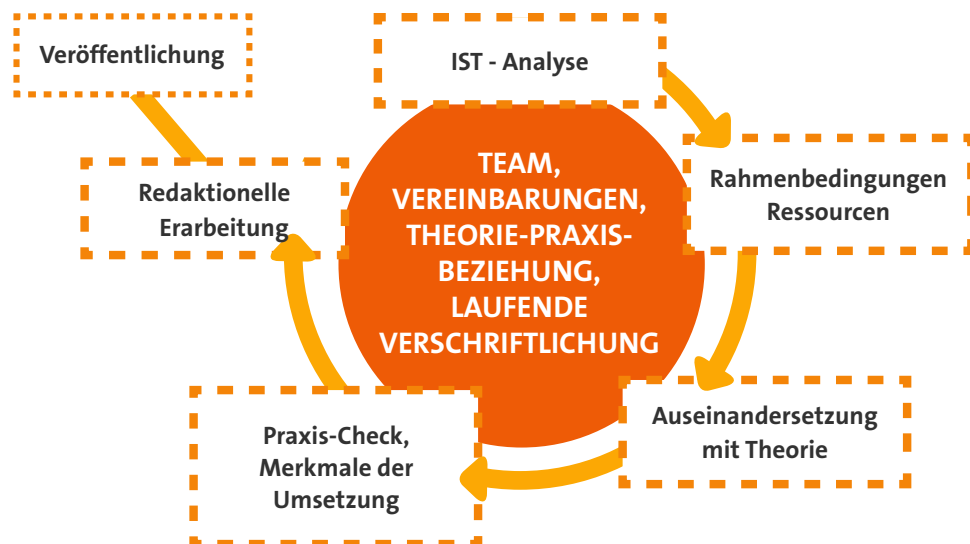 Veröffentlichung
IST - Analyse
TEAM,
VEREINBARUNGEN,
THEORIE-PRAXIS-
BEZIEHUNG,
LAUFENDE
VERSCHRIFTLICHUNG
Rahmenbedingungen
Ressourcen
Auseinandersetzung
mit Theorie
Praxis-Check,
Merkmale der
Umsetzung
Redaktionelle
Erarbeitung